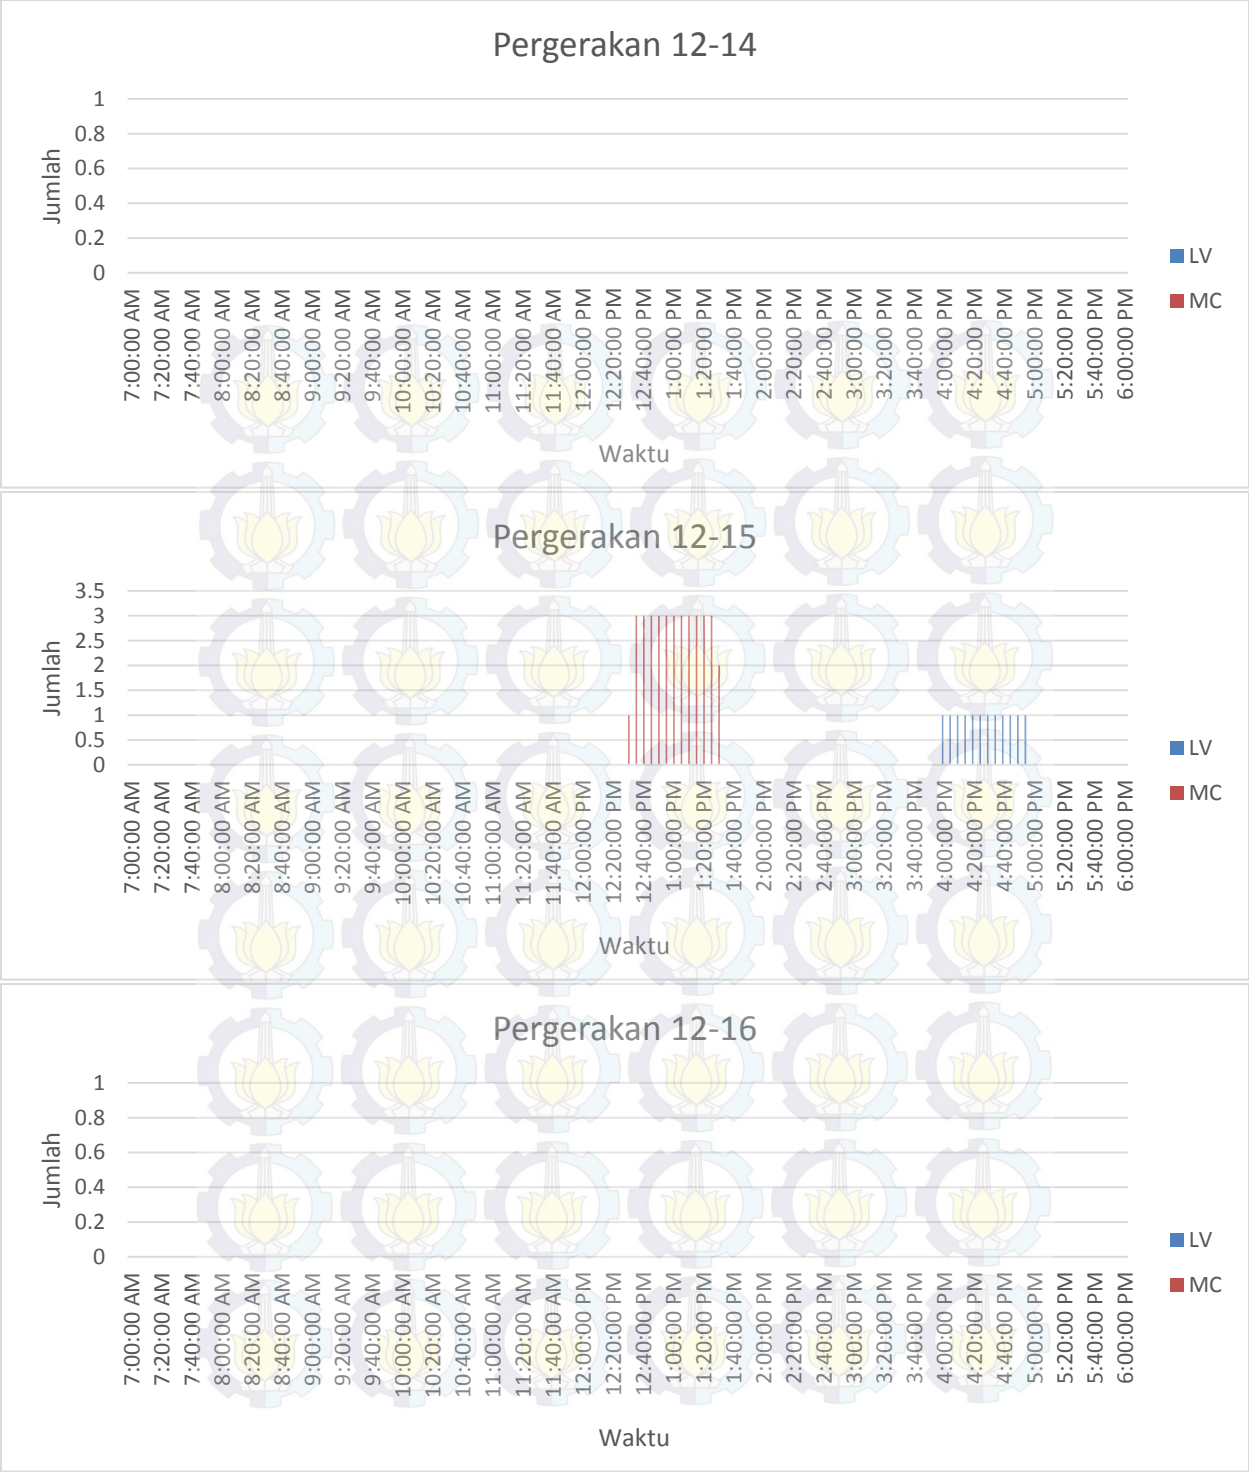 Pergerakan 12-14
1
0.8
0.6
0.4
0.2
0
Jumlah
7:00:00 AM
7:20:00 AM
7:40:00 AM
8:00:00 AM
8:20:00 AM
8:40:00 AM
9:00:00 AM
9:20:00 AM
9:40:00 AM
10:00:00 AM
10:20:00 AM
10:40:00 AM
11:00:00 AM
11:20:00 AM
11:40:00 AM
12:00:00 PM
12:20:00 PM
12:40:00 PM
1:00:00 PM
1:20:00 PM
1:40:00 PM
2:00:00 PM
2:20:00 PM
2:40:00 PM
3:00:00 PM
3:20:00 PM
3:40:00 PM
4:00:00 PM
4:20:00 PM
4:40:00 PM
5:00:00 PM
5:20:00 PM
5:40:00 PM
6:00:00 PM
Waktu
LV
MC
Pergerakan 12-15
3.5
3
2.5
2
1.5
1
0.5
0
Jumlah
7:00:00 AM
7:20:00 AM
7:40:00 AM
8:00:00 AM
8:20:00 AM
8:40:00 AM
9:00:00 AM
9:20:00 AM
9:40:00 AM
10:00:00 AM
10:20:00 AM
10:40:00 AM
11:00:00 AM
11:20:00 AM
11:40:00 AM
12:00:00 PM
12:20:00 PM
12:40:00 PM
1:00:00 PM
1:20:00 PM
1:40:00 PM
2:00:00 PM
2:20:00 PM
2:40:00 PM
3:00:00 PM
3:20:00 PM
3:40:00 PM
4:00:00 PM
4:20:00 PM
4:40:00 PM
5:00:00 PM
5:20:00 PM
5:40:00 PM
6:00:00 PM
Waktu
LV
MC
Pergerakan 12-16
1
0.8
0.6
0.4
0.2
0
Jumlah
7:00:00 AM
7:20:00 AM
7:40:00 AM
8:00:00 AM
8:20:00 AM
8:40:00 AM
9:00:00 AM
9:20:00 AM
9:40:00 AM
10:00:00 AM
10:20:00 AM
10:40:00 AM
11:00:00 AM
11:20:00 AM
11:40:00 AM
12:00:00 PM
12:20:00 PM
12:40:00 PM
1:00:00 PM
1:20:00 PM
1:40:00 PM
2:00:00 PM
2:20:00 PM
2:40:00 PM
3:00:00 PM
3:20:00 PM
3:40:00 PM
4:00:00 PM
4:20:00 PM
4:40:00 PM
5:00:00 PM
5:20:00 PM
5:40:00 PM
6:00:00 PM
Waktu
LV
MC